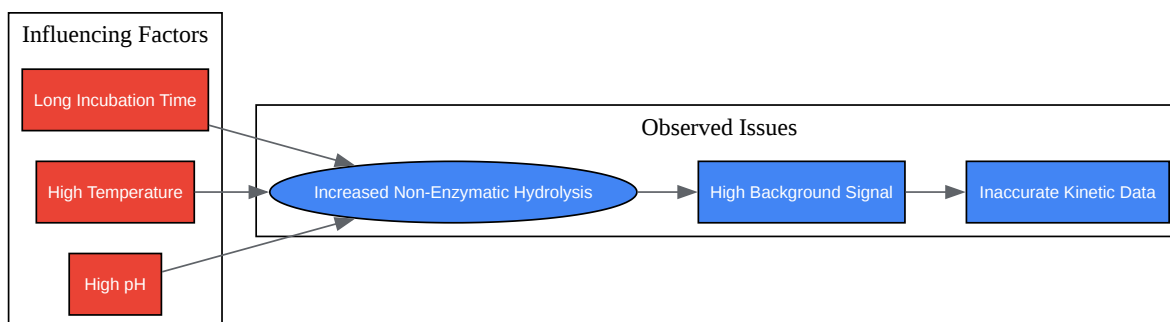 Influencing Factors
Long Incubation Time
High Temperature
High pH
Observed Issues
Increased Non-Enzymatic Hydrolysis
High Background Signal
Inaccurate Kinetic Data